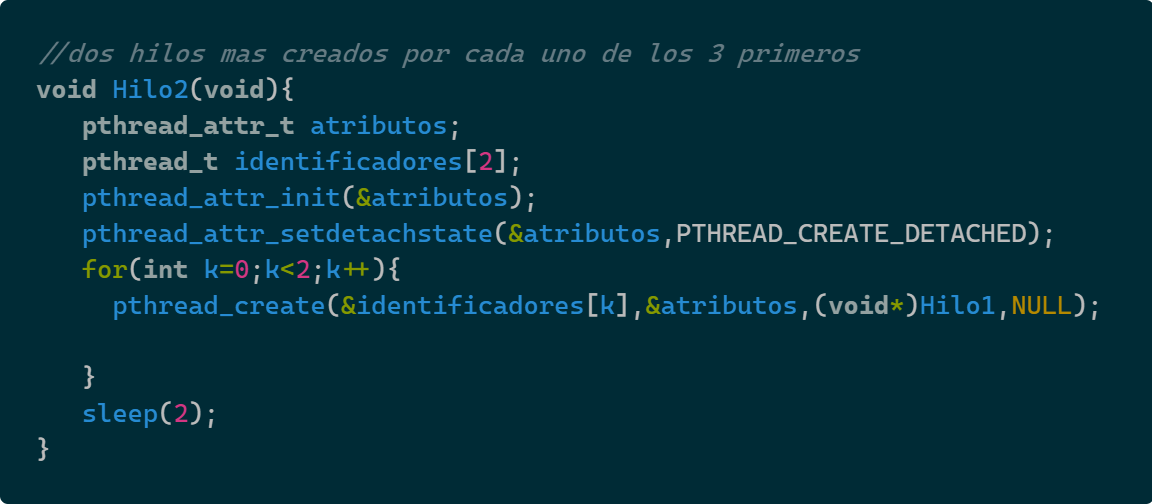 //dos hilos mas creados por cada uno de los 3 primeros
void Hilo2(void){
   pthread_attr_t atributos;
   pthread_t identificadores[2];
   pthread_attr_init(&atributos);
   pthread_attr_setdetachstate(&atributos,PTHREAD_CREATE_DETACHED);
   for(int k=0;k<2;k++){
     pthread_create(&identificadores[k],&atributos,(void*)Hilo1,NULL);
   }
   sleep(2);
}